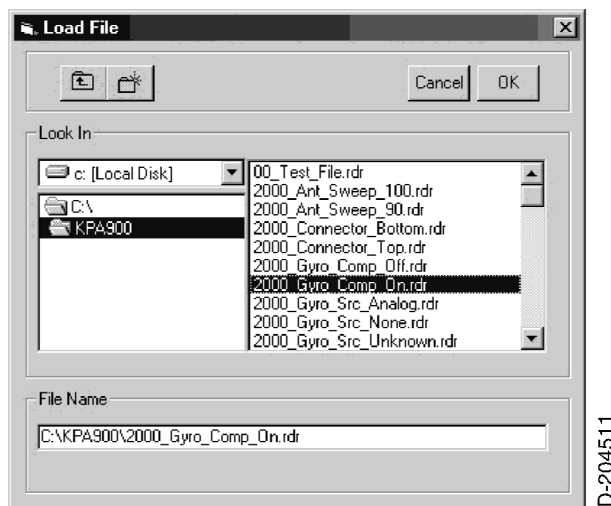 Load File
Cancel
OK
Look In
c: [Local Disk]
C:\
KPA900
00_Test_File.rdr
2000_Ant_Sweep_100.rdr
2000_Ant_Sweep_90.rdr
2000_Connector_Bottom.rdr
2000_Connector_Top.rdr
2000_Gyro_Comp_Off.rdr
2000_Gyro_Comp_On.rdr
2000_Gyro_Src_Analog.rdr
2000_Gyro_Src_None.rdr
2000_Gyro_Src_Unknown.rdr
File Name
C:\KPA900\2000_Gyro_Comp_On.rdr
D-204511